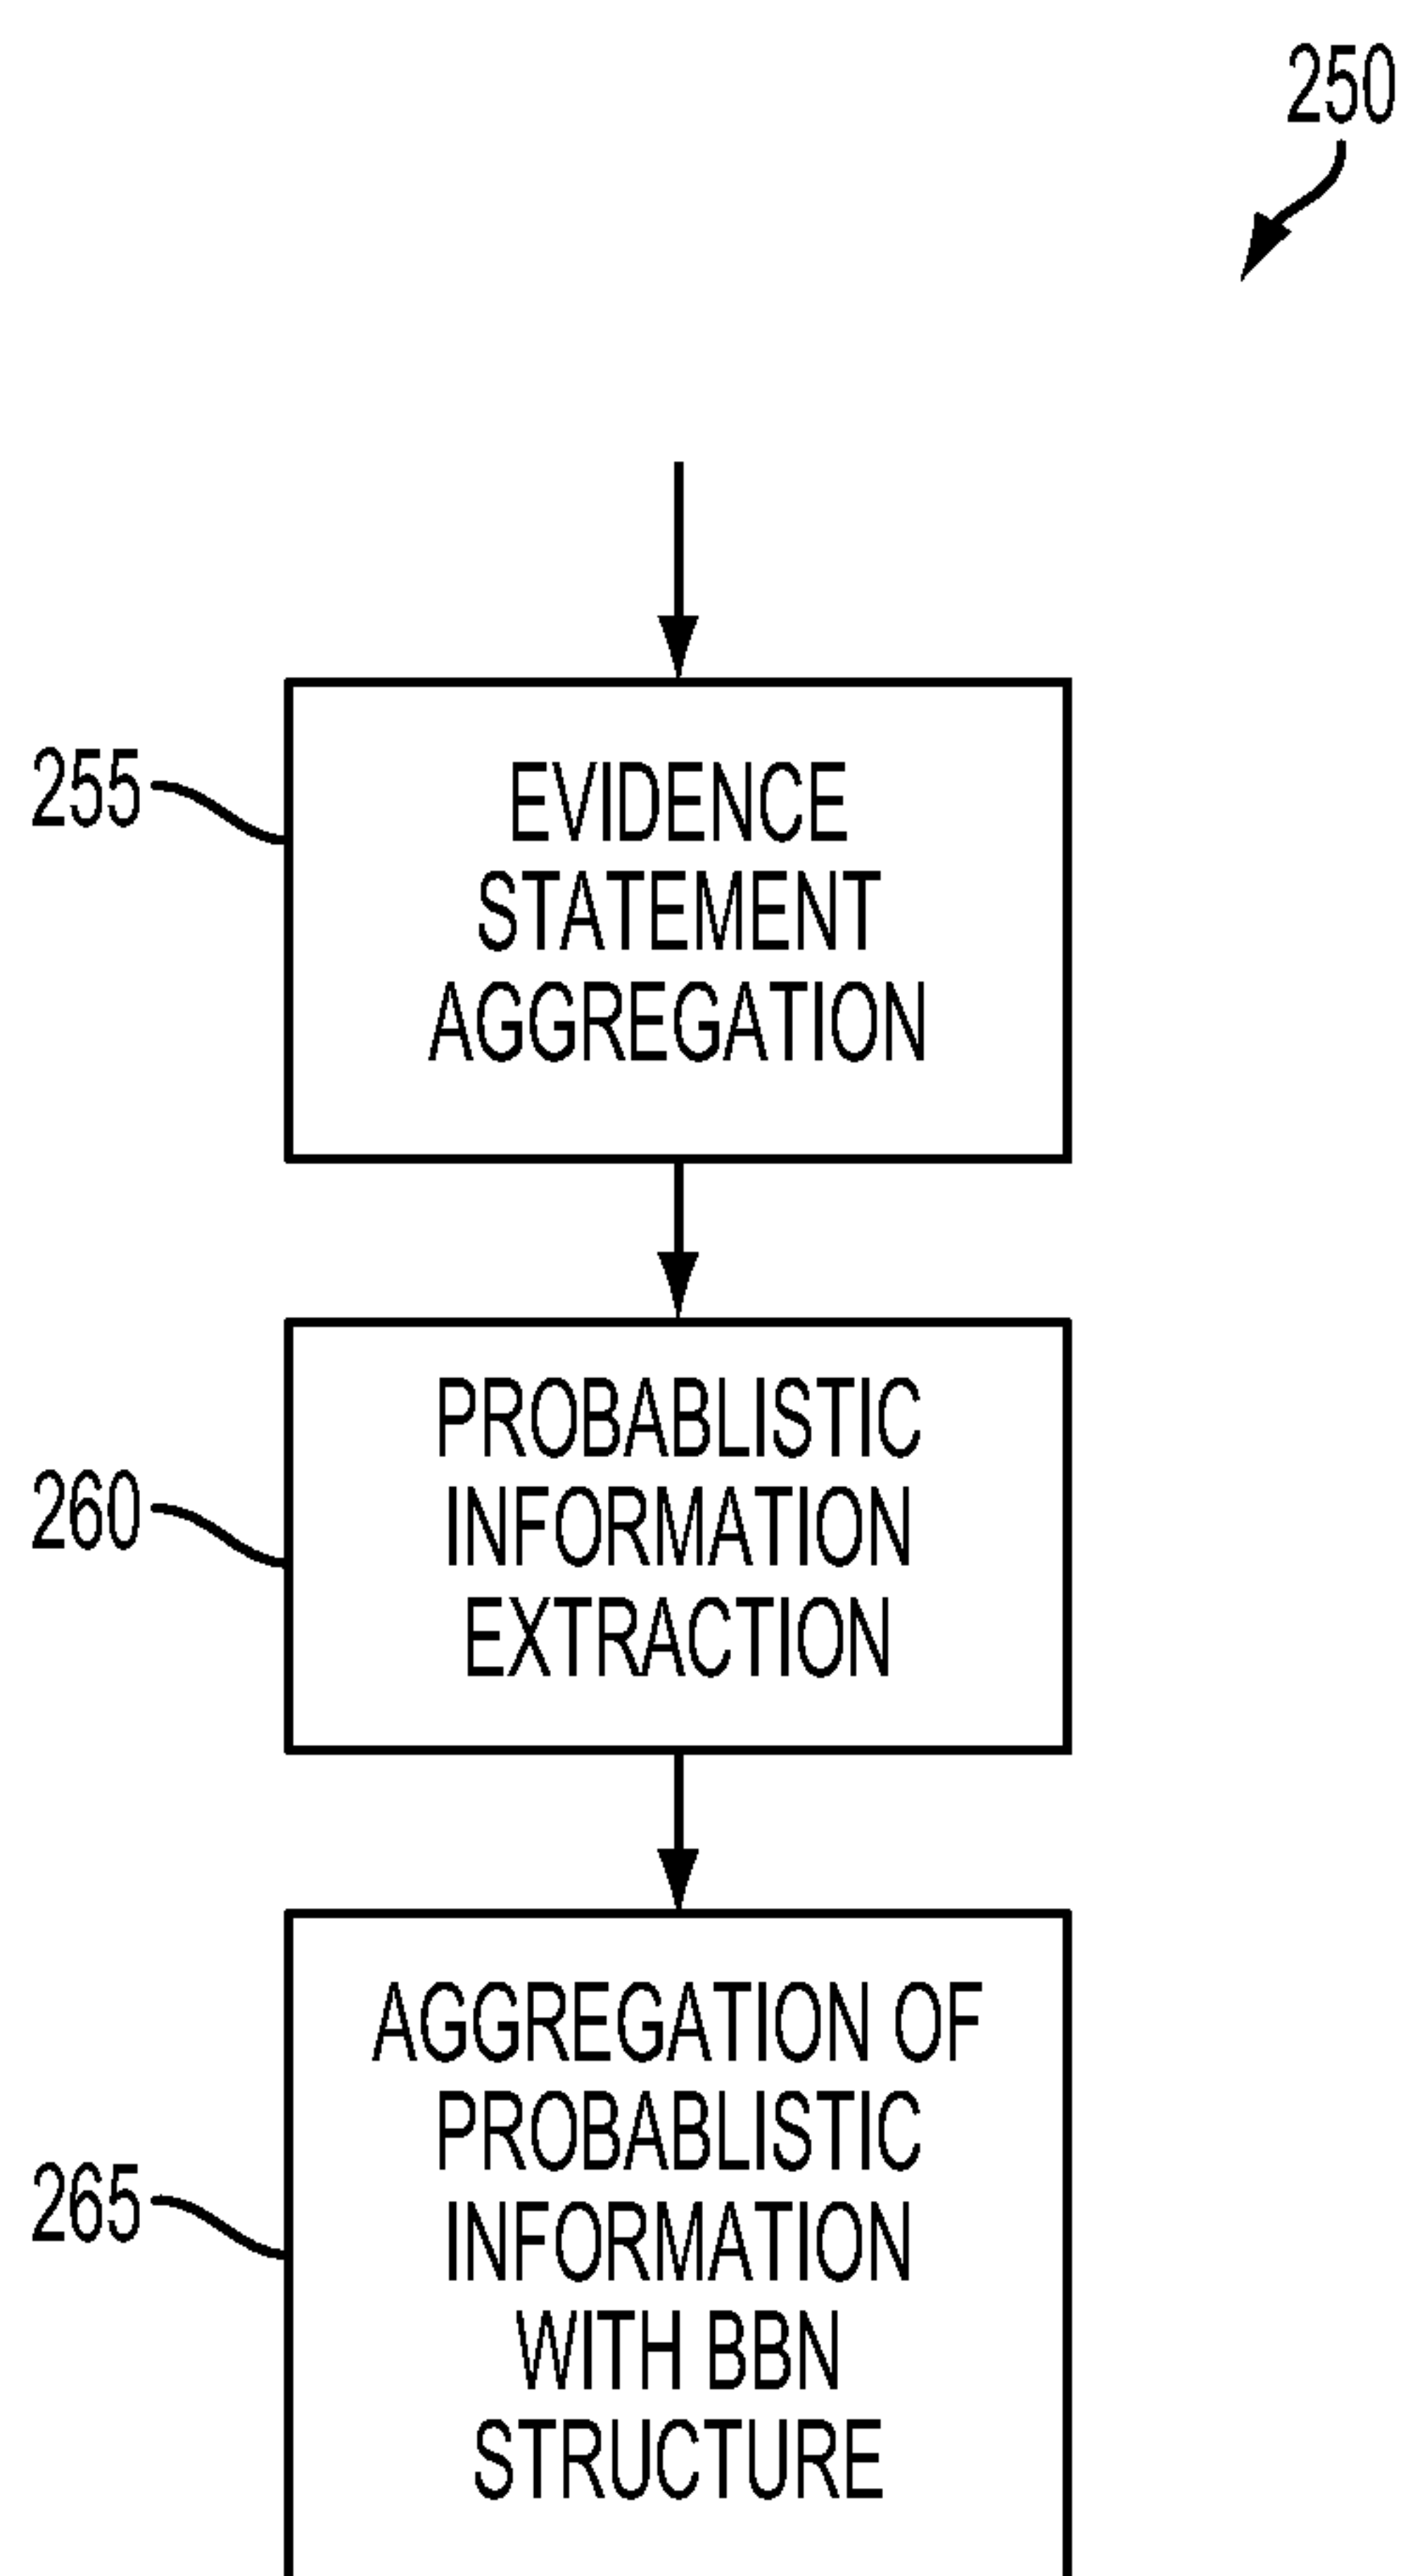 250
255
EVIDENCE
STATEMENT
AGGREGATION
260
PROBABLISTIC
INFORMATION
EXTRACTION
265
AGGREGATION OF
PROBABLISTIC
INFORMATION
WITH BBN
STRUCTURE